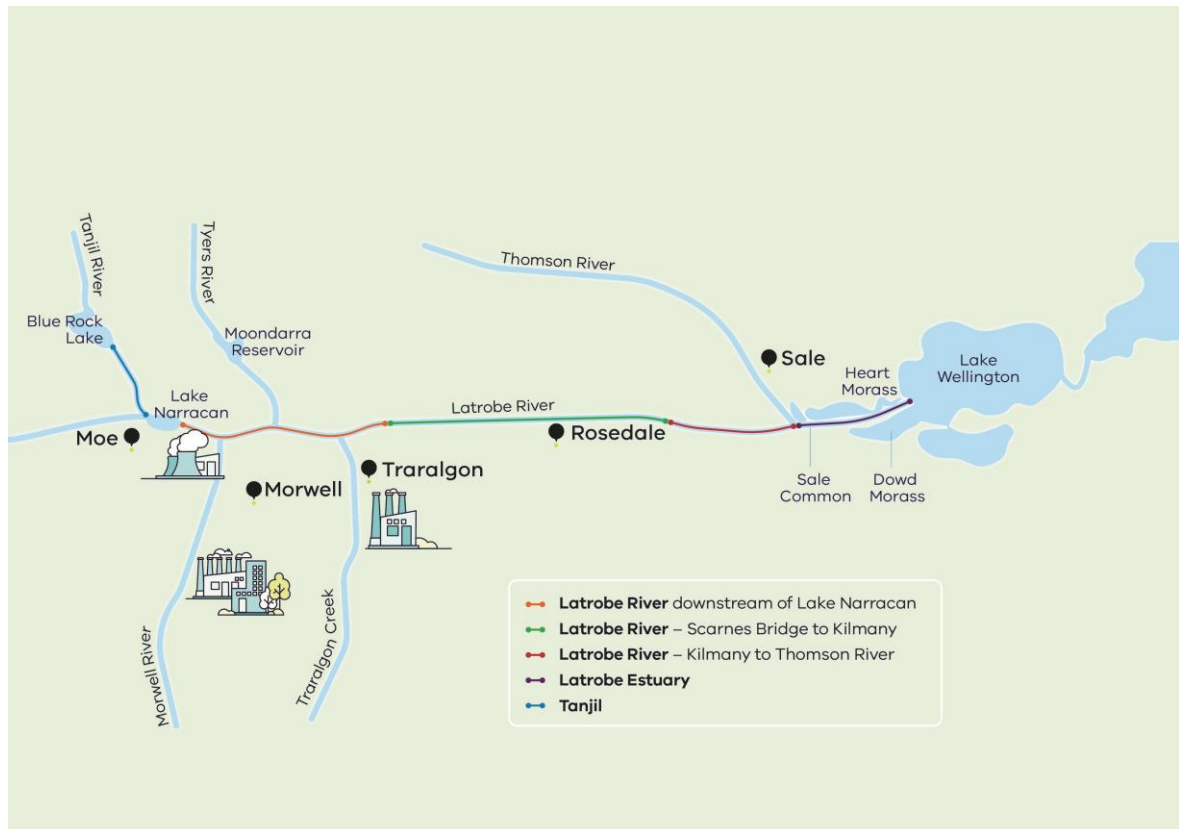 Tanjil River
Tyers River
Thomson River
Blue Rock
Lake
Moondarra
Reservoir
Sale
Lake
Wellington
Heart
Morass
Lake
Narracan
Latrobe River
Moe
Rosedale
Traralgon
Morwell
Sale
Common
Dowd
Morass
Morwell River
Traralgon Creek
Latrobe River downstream of Lake Narracan
Latrobe River – Scarnes Bridge to Kilmany
Latrobe River – Kilmany to Thomson River
Latrobe Estuary
Tanjil